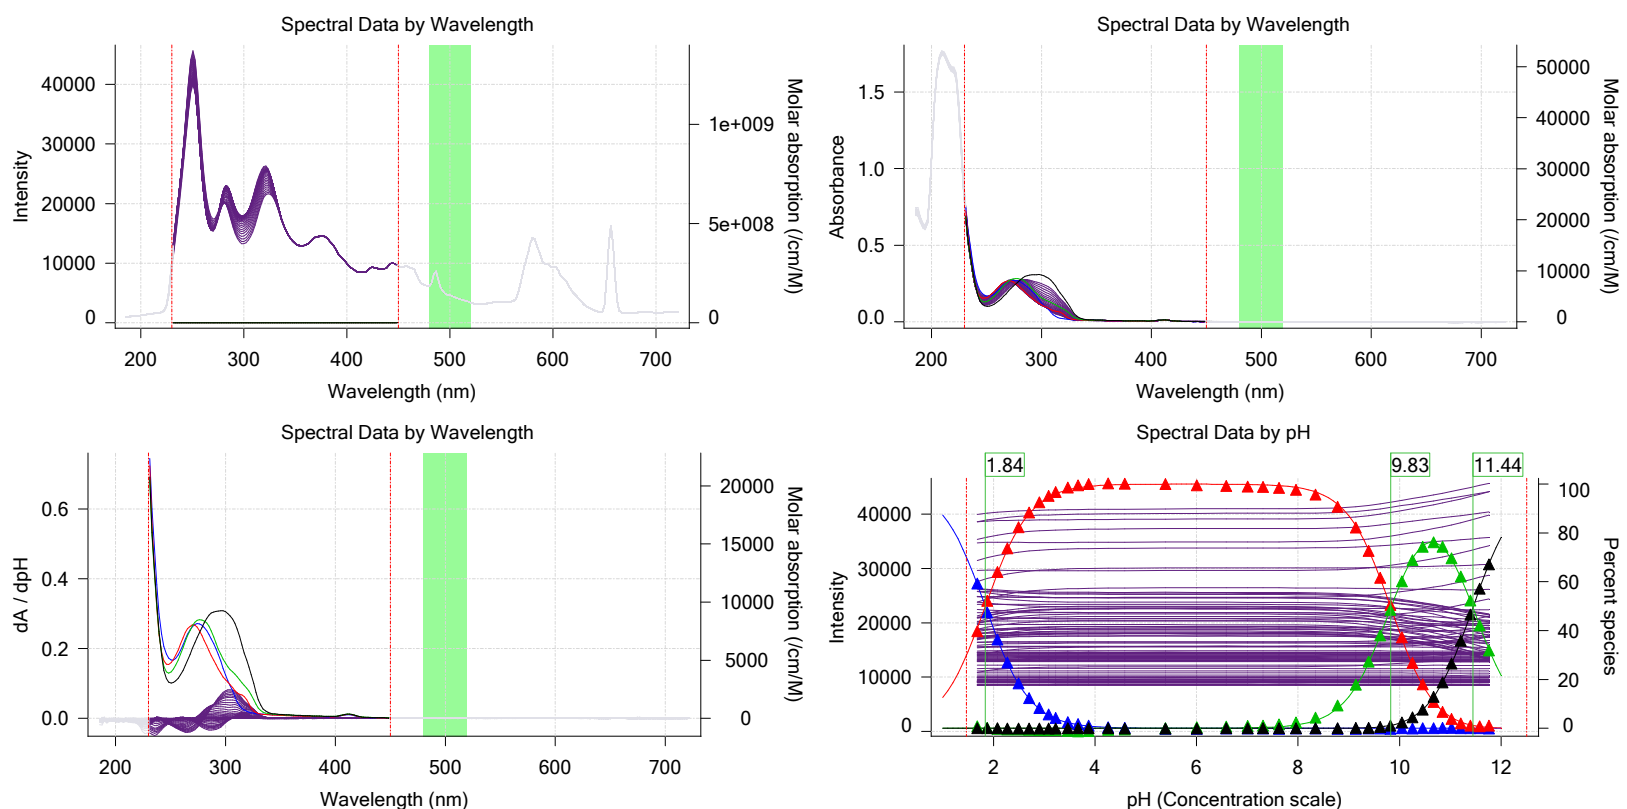 Spectral Data by Wavelength
Intensity
40000
30000
20000
10000
0
1e+009
5e+008
0
Molar absorption (/cm/M)
200 300 400 500 600 700
Wavelength (nm)
Spectral Data by Wavelength
Absorbance
1.5
1.0
0.5
0.0
50000
40000
30000
20000
10000
0
Molar absorption (/cm/M)
200 300 400 500 600 700
Wavelength (nm)
Spectral Data by Wavelength
dA / dpH
0.6
0.4
0.2
0.0
20000
15000
10000
5000
0
Molar absorption (/cm/M)
200 300 400 500 600 700
Wavelength (nm)
Spectral Data by pH
1.84 9.83 11.44
Intensity
40000
30000
20000
10000
0
100
80
60
40
20
0
Percent species
2 4 6 8 10 12
pH (Concentration scale)